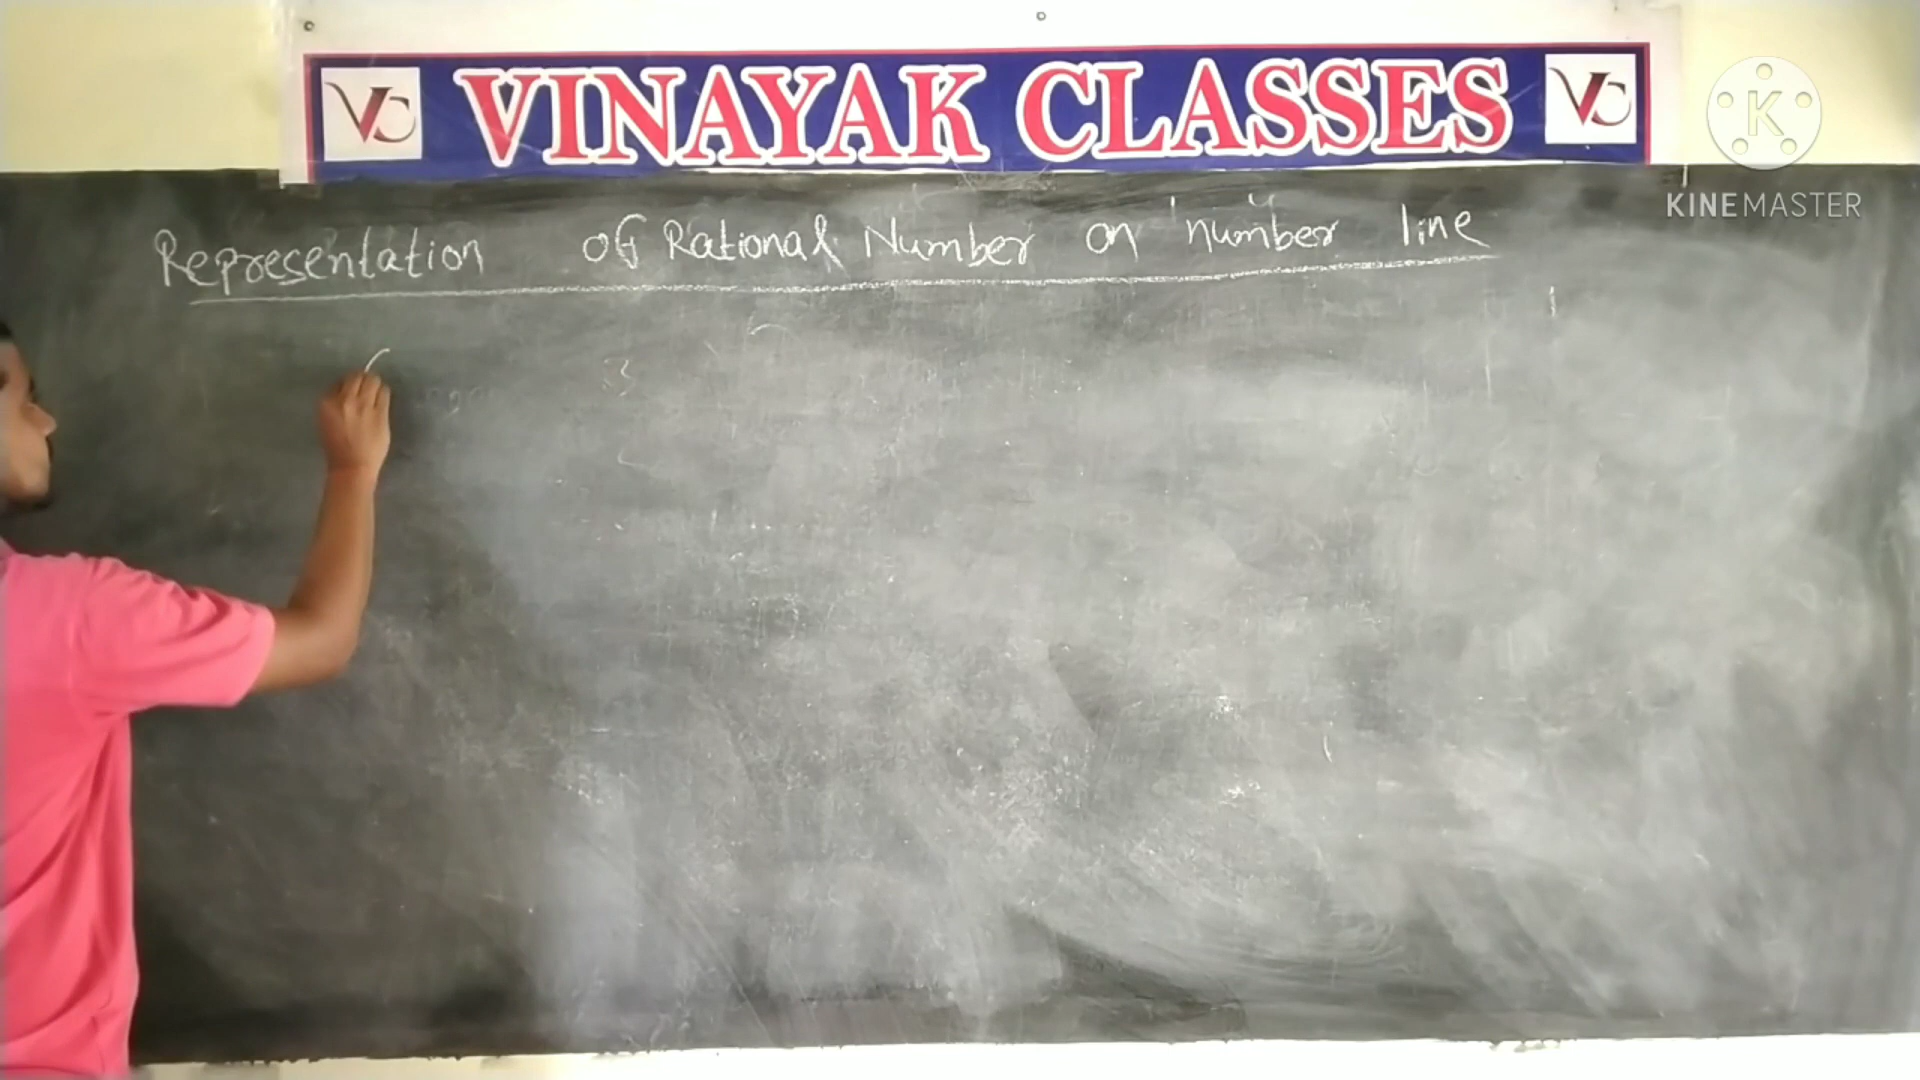 VC VINAYAK CLASSES VC
K
KINEMASTER
Representation of Rational Number on number line